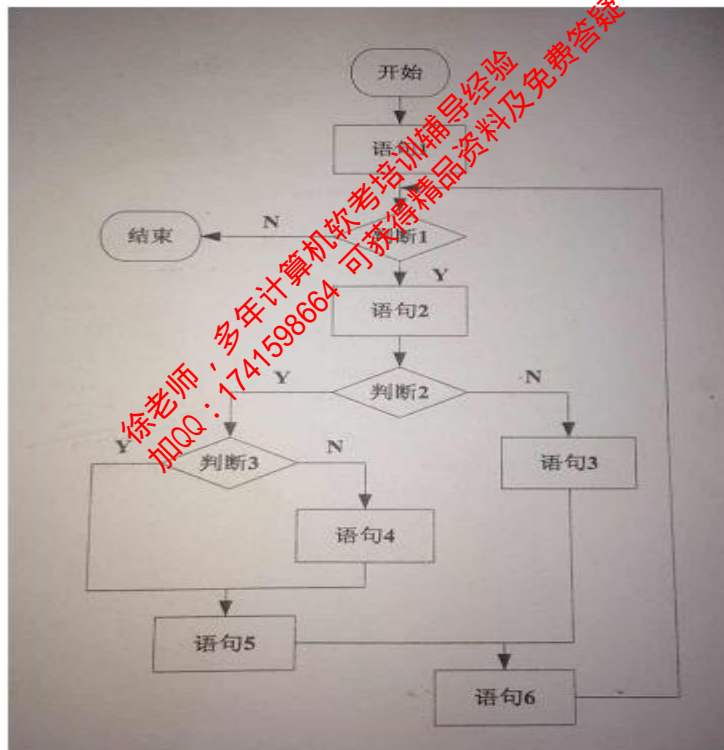 开始
语句1
判断1
N
结束
Y
语句2
判断2
Y
N
判断3
Y
N
语句3
语句4
语句5
语句6
徐老师，多年计算机软考培训辅导经验
加QQ：1741598664 可获得精品资料及免费答疑